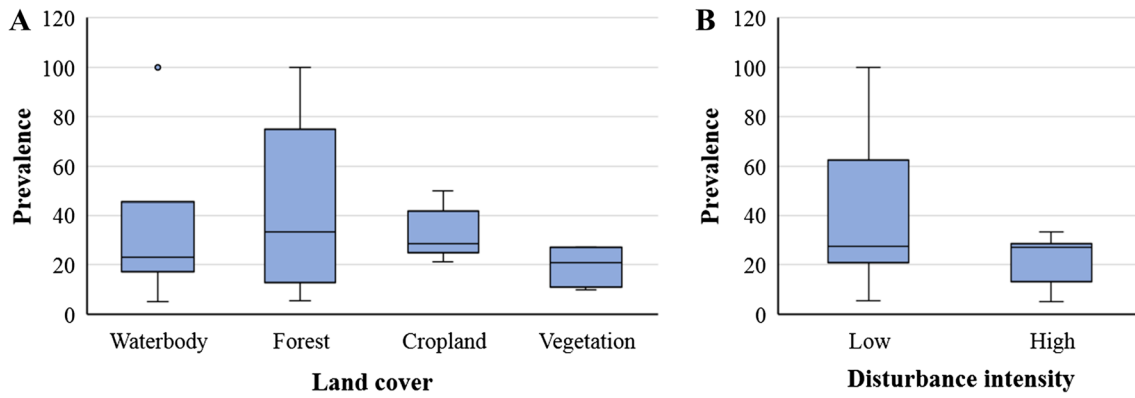 A
Prevalence
120
100
80
60
40
20
0
Waterbody Forest Cropland Vegetation
Land cover
B
Prevalence
120
100
80
60
40
20
0
Low High
Disturbance intensity